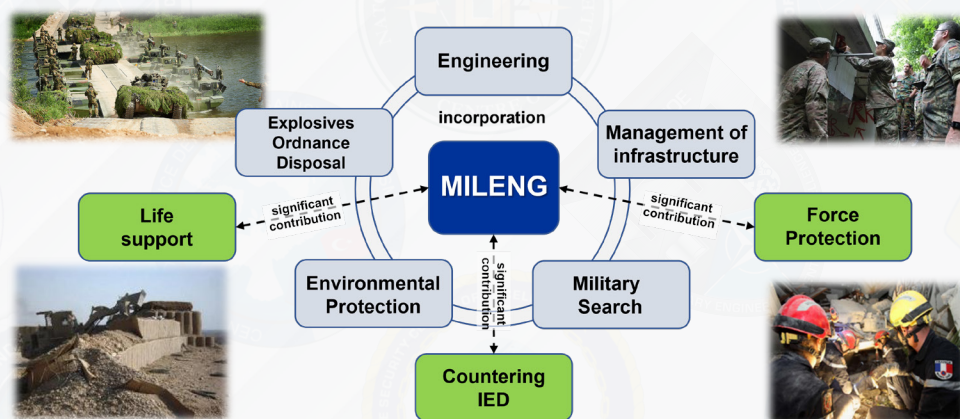 Engineering
incorporation
Explosives
Ordnance
Disposal
Management of
infrastructure
MILENG
Life
support
significant
contribution
significant
contribution
Force
Protection
Environmental
Protection
significant
contribution
Military
Search
Countering
IED